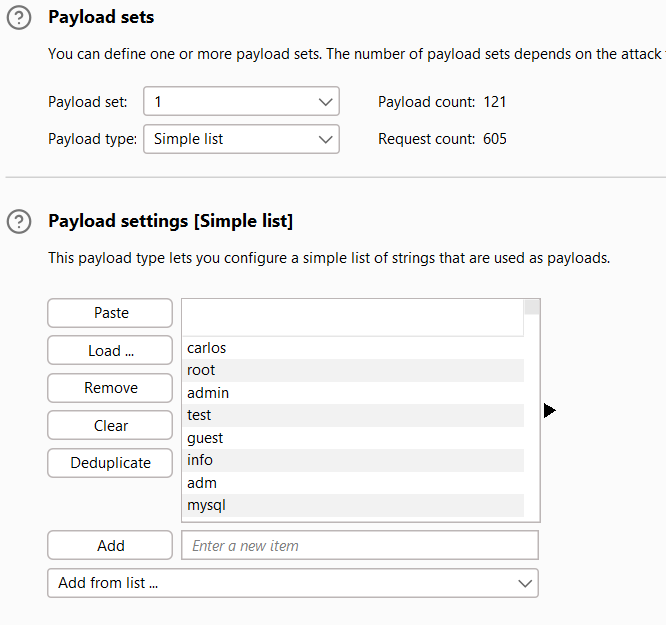 Payload sets
You can define one or more payload sets. The number of payload sets depends on the attack
Payload set: 1 Payload count: 121
Payload type: Simple list Request count: 605
Payload settings [Simple list]
This payload type lets you configure a simple list of strings that are used as payloads.
Paste
Load ...
Remove
Clear
Deduplicate
carlos
root
admin
test
guest
info
adm
mysql
Add Enter a new item
Add from list ...